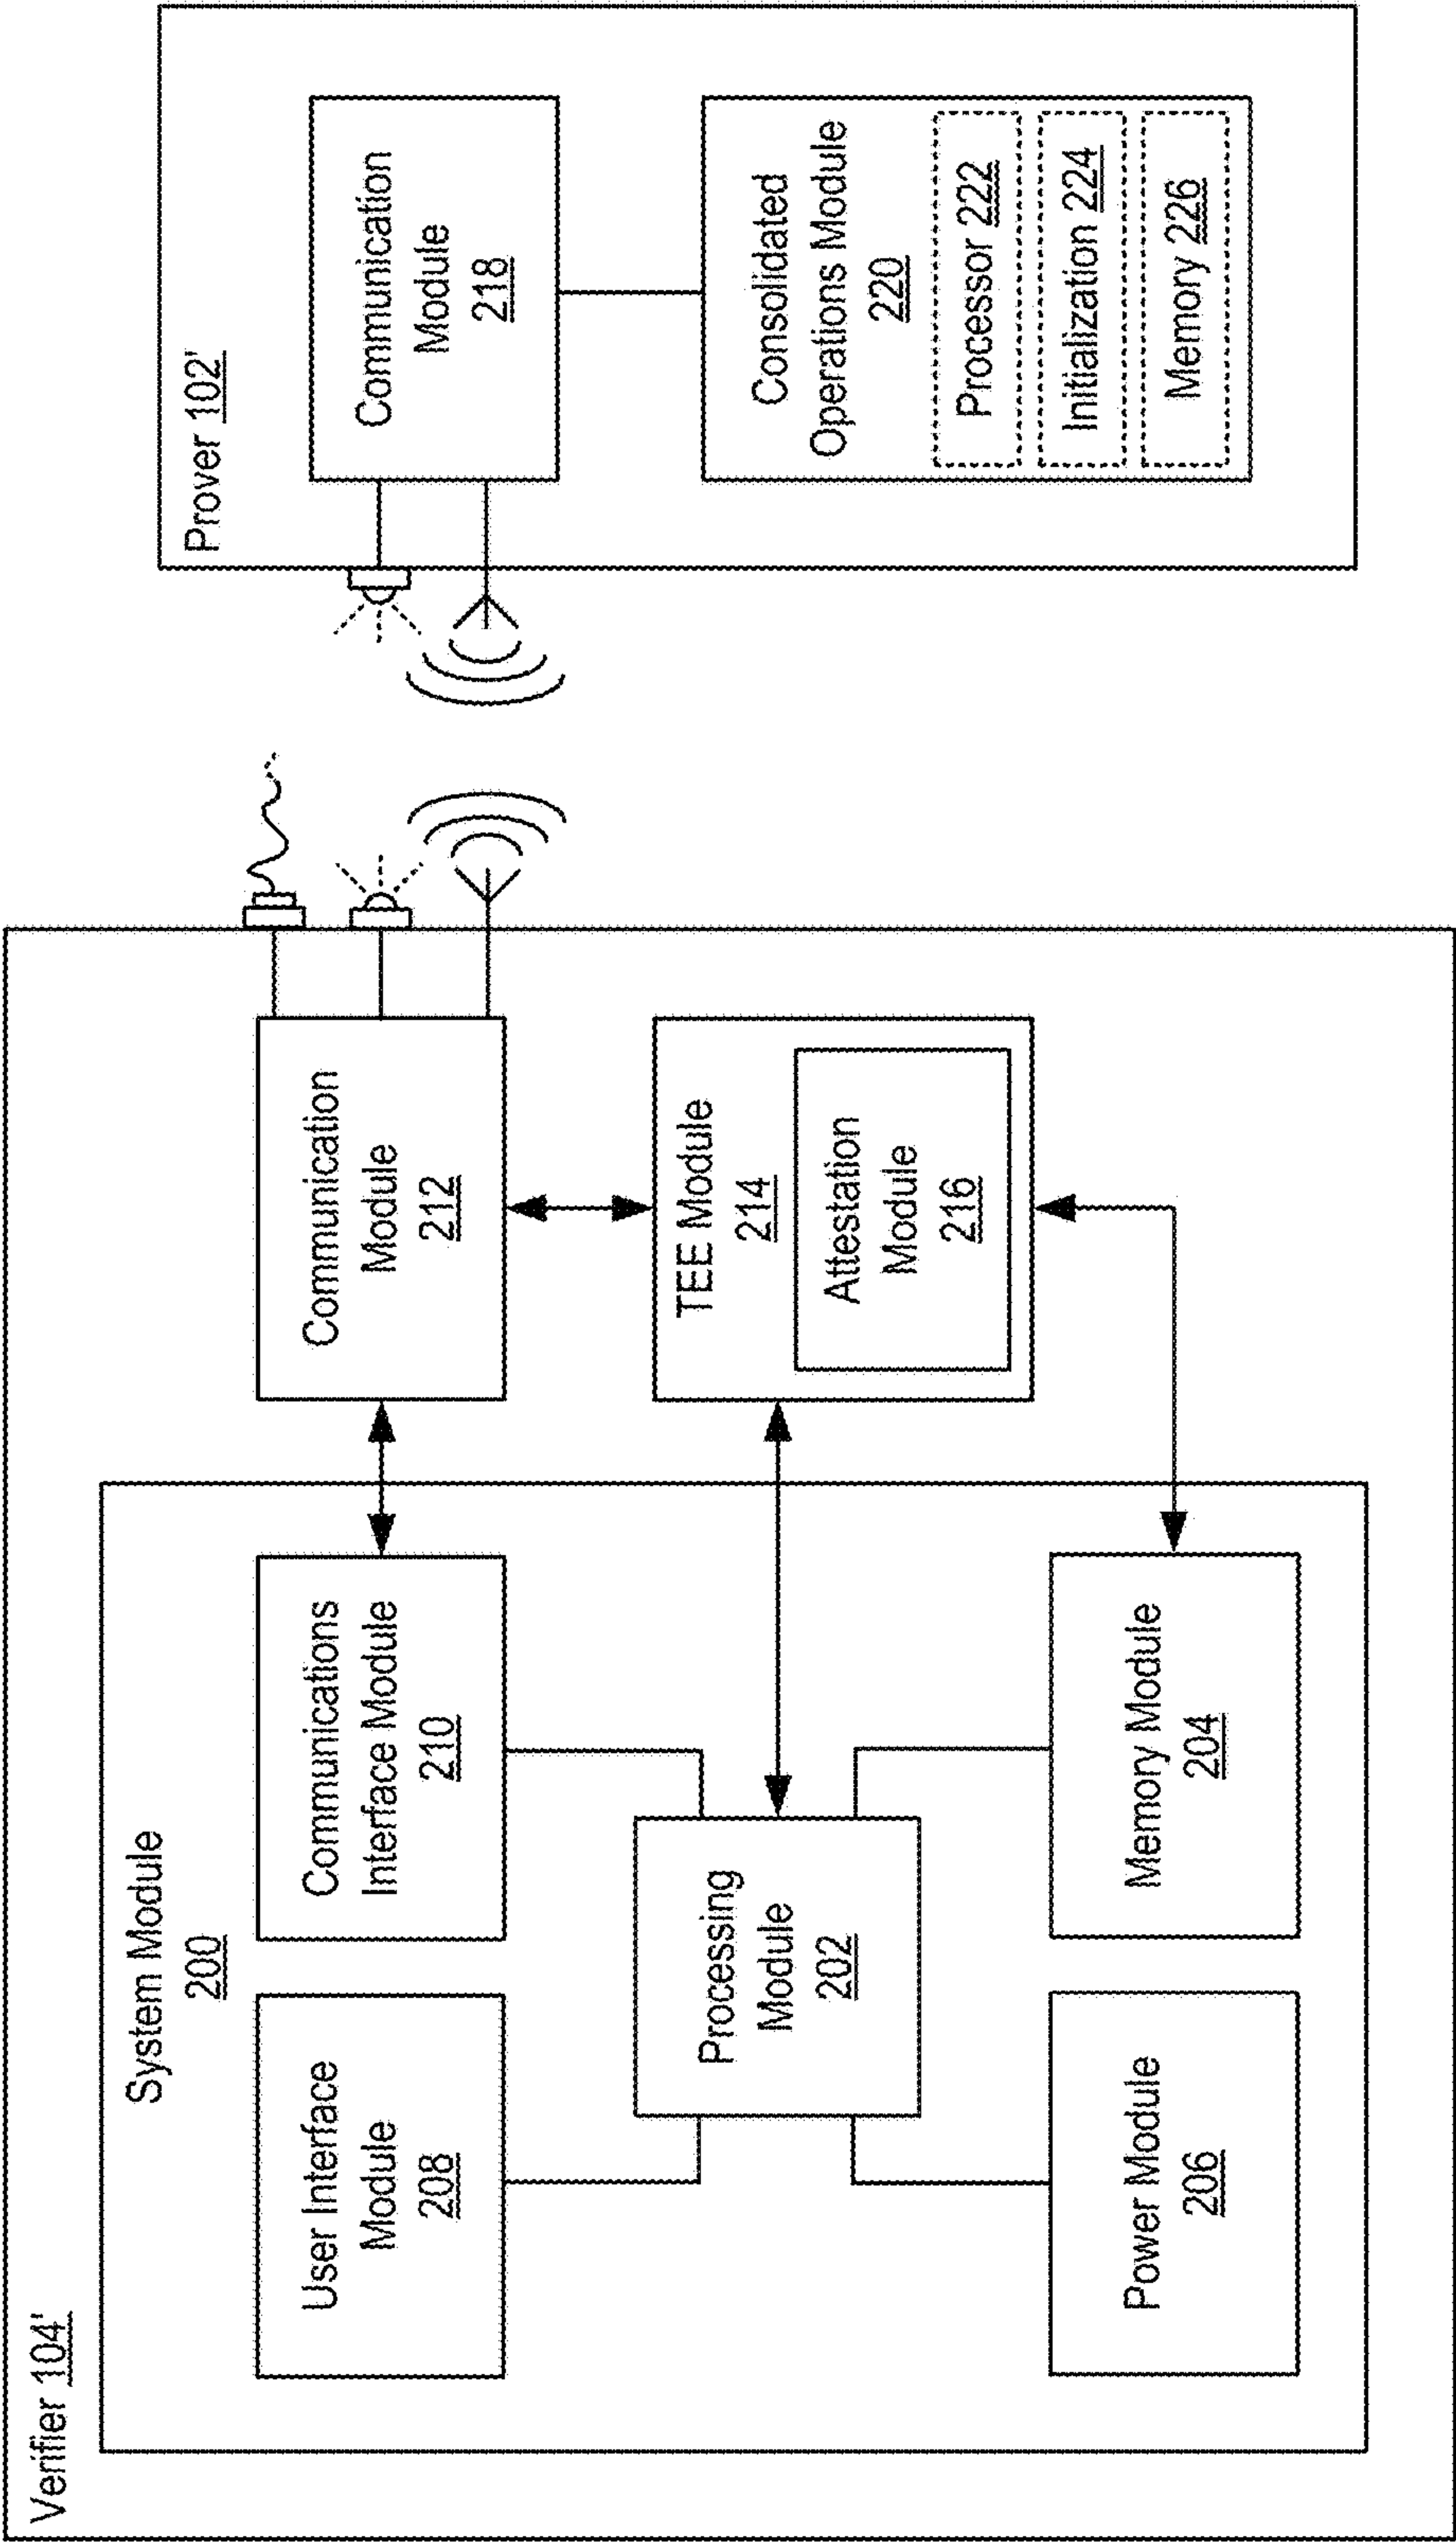 Verifier 104'
System Module
200
User Interface
Module
208
Communications
Interface Module
210
Processing
Module
202
Power Module
206
Memory Module
204
Communication
Module
212
TEE Module
214
Attestation
Module
216
Prover 102'
Communication
Module
218
Consolidated
Operations Module
220
Processor 222
Initialization 224
Memory 226